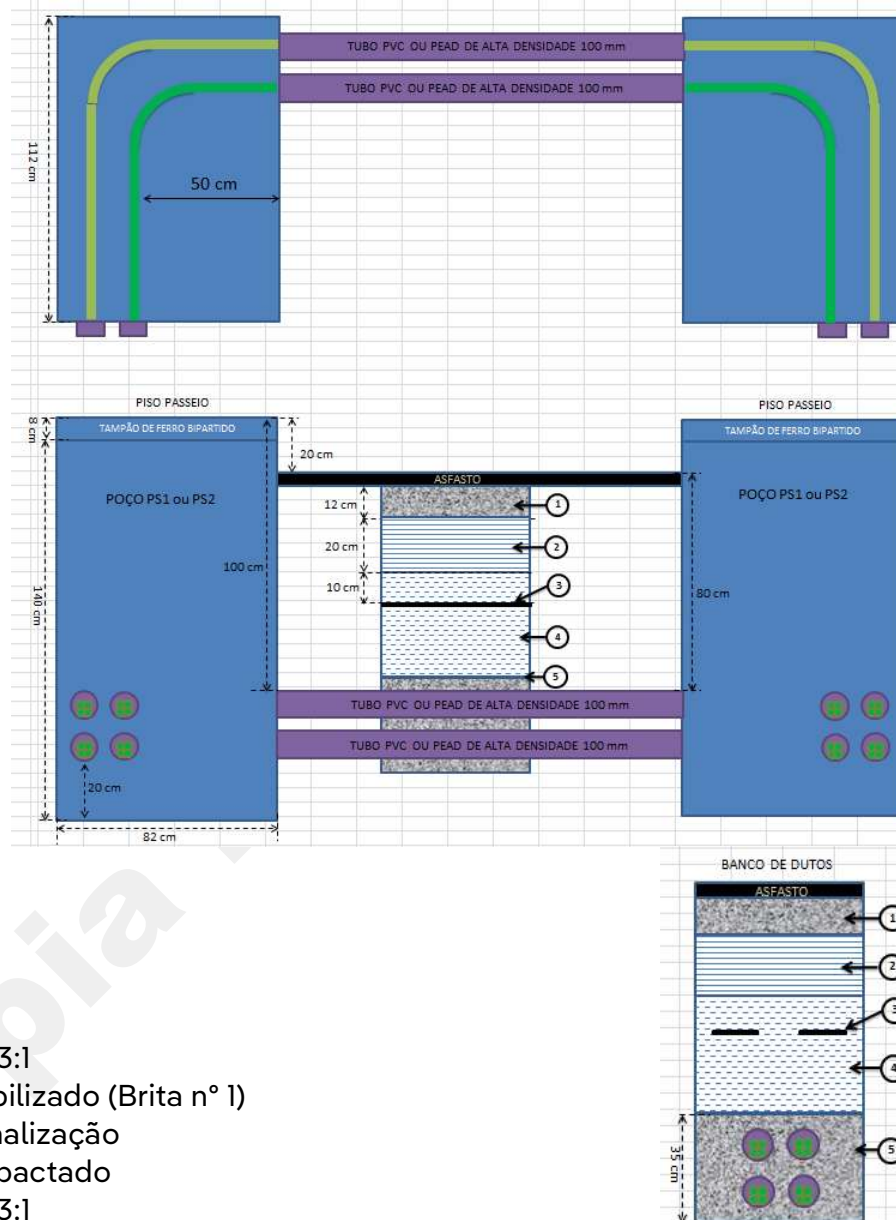 TUBO PVC OU PEAD DE ALTA DENSIDADE 100 mm
TUBO PVC OU PEAD DE ALTA DENSIDADE 100 mm
112 cm
50 cm
PISO PASSEIO
PISO PASSEIO
TAMPÃO DE FERRO BIPARTIDO
TAMPÃO DE FERRO BIPARTIDO
8 cm
20 cm
ASFASTO
POÇO PS1 ou PS2
POÇO PS1 ou PS2
12 cm
1
20 cm
2
100 cm
10 cm
3
80 cm
140 cm
4
5
TUBO PVC OU PEAD DE ALTA DENSIDADE 100 mm
TUBO PVC OU PEAD DE ALTA DENSIDADE 100 mm
20 cm
82 cm
BANCO DE DUTOS
ASFASTO
1
2
3
4
5
35 cm
3:1
bilizado (Brita n° 1)
nalização
pactado
3:1
pia